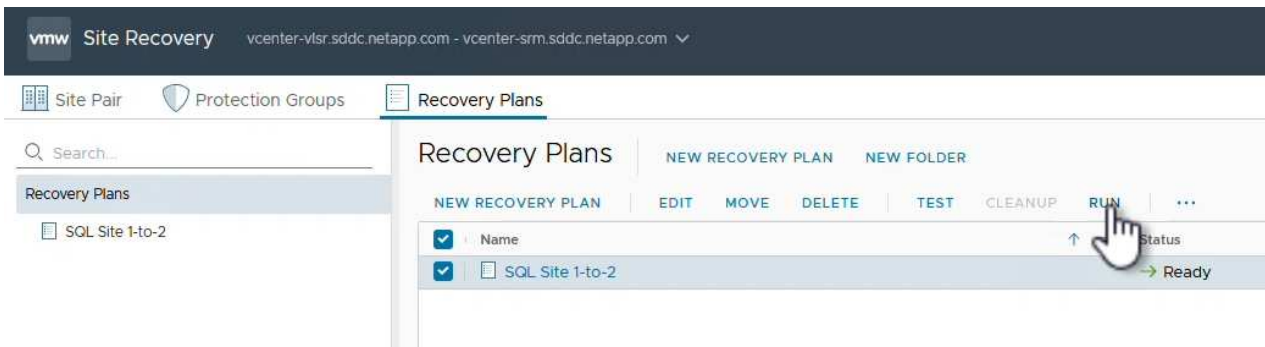 vmw Site Recovery vcenter-vlsr.sddc.netapp.com - vcenter-srm.sddc.netapp.com
Site Pair Protection Groups Recovery Plans
Search...
Recovery Plans NEW RECOVERY PLAN NEW FOLDER
Recovery Plans
NEW RECOVERY PLAN EDIT MOVE DELETE TEST CLEANUP RUN ...
SQL Site 1-to-2
Name Status
SQL Site 1-to-2 Ready